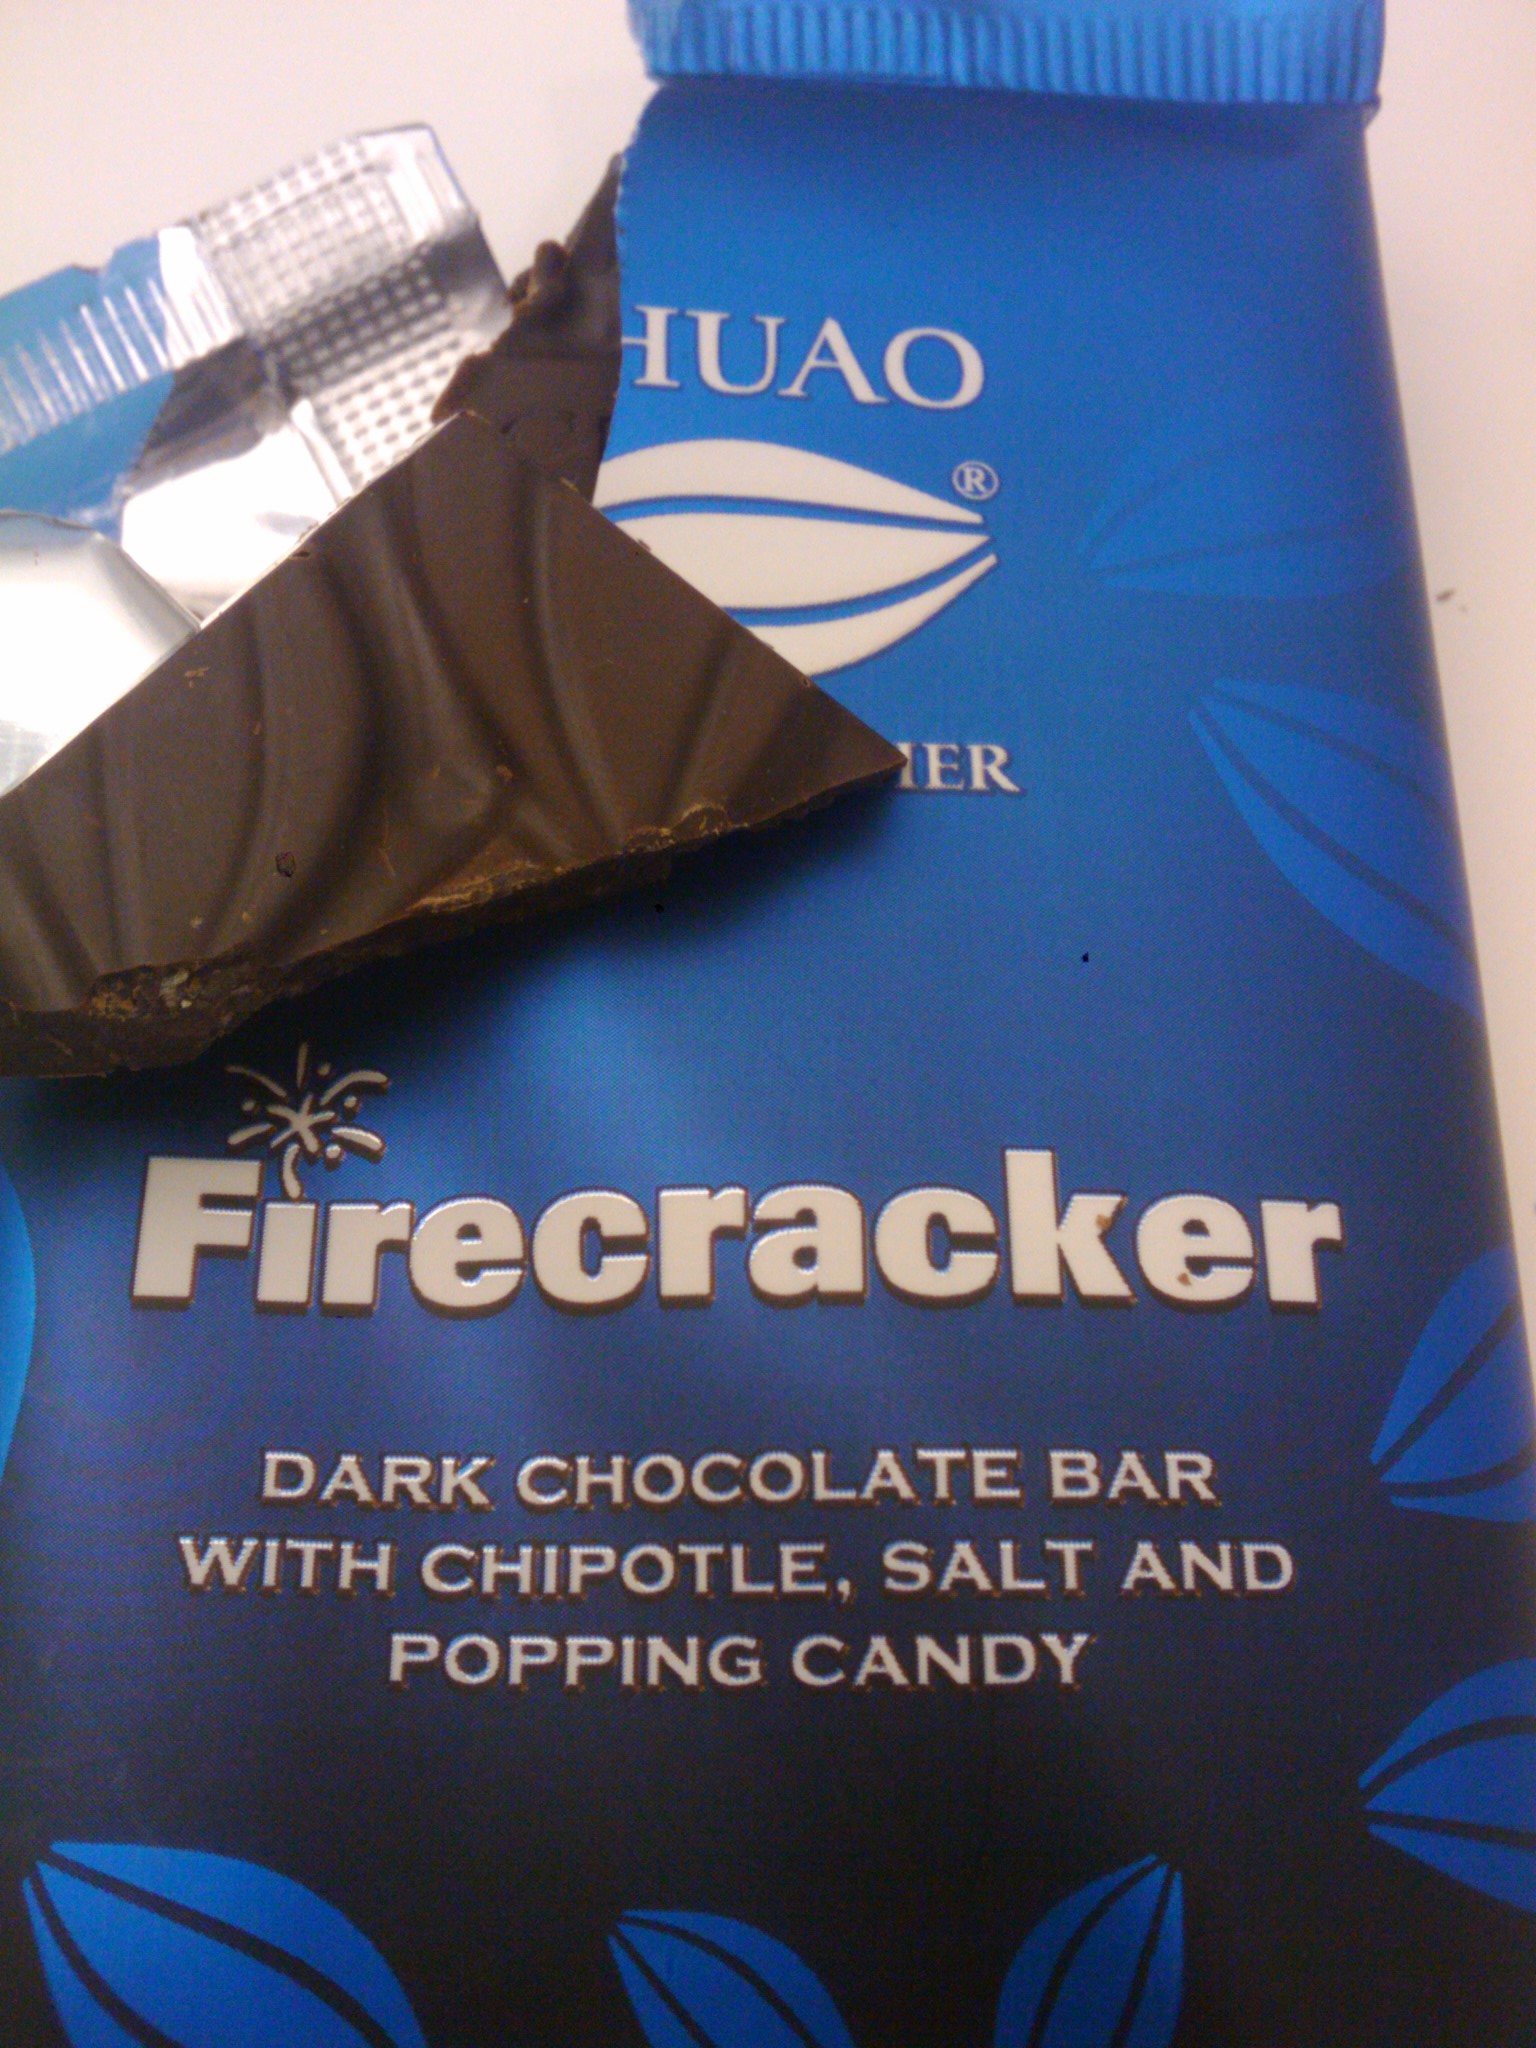 HUAO
®
IER
Firecracker
DARK CHOCOLATE BAR
WITH CHIPOTLE, SALT AND
POPPING CANDY